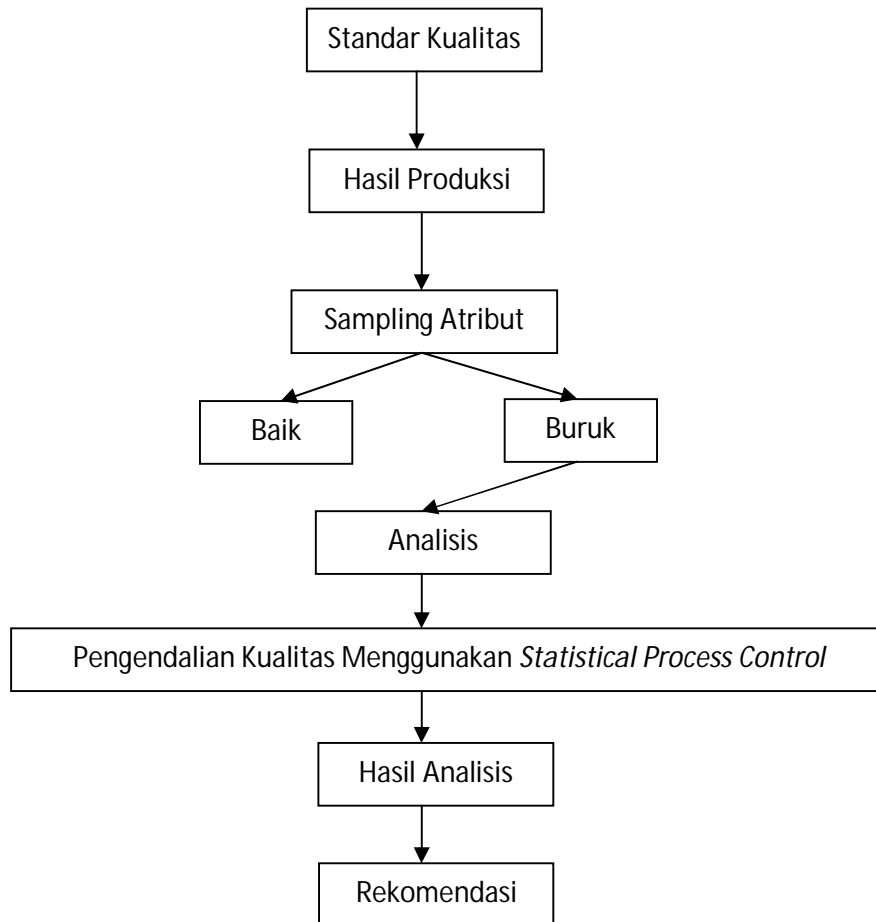 Standar Kualitas
Hasil Produksi
Sampling Atribut
Baik
Buruk
Analisis
Pengendalian Kualitas Menggunakan Statistical Process Control
Hasil Analisis
Rekomendasi